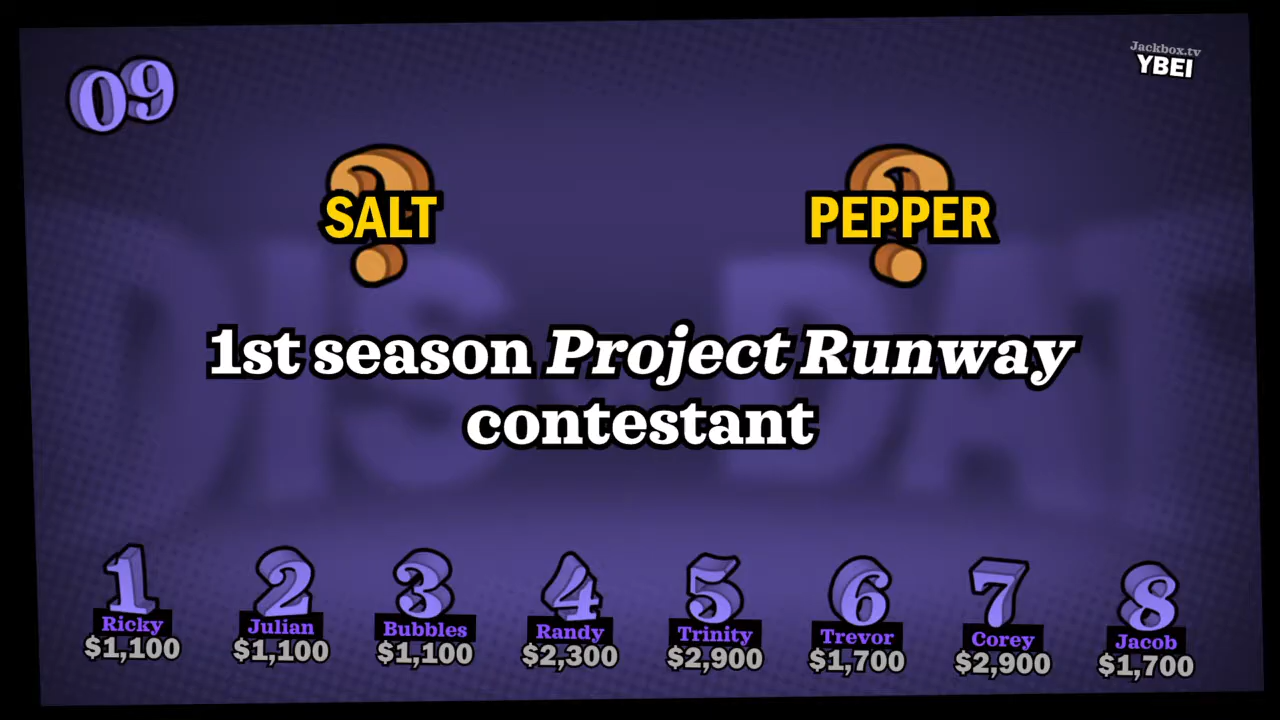 Jackbox.tv
YBEI
09
SALT
PEPPER
1st season Project Runway
contestant
1 2 3 4 5 6 7 8
Ricky Julian Bubbles Randy Trinity Trevor Corey Jacob
$1,100 $1,100 $1,100 $2,300 $2,900 $1,700 $2,900 $1,700
DIS DAT